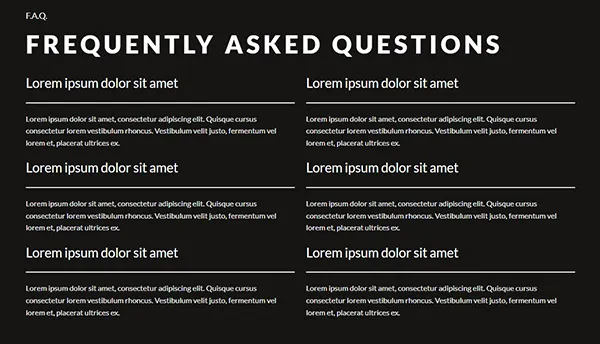 F.A.Q.
FREQUENTLY ASKED QUESTIONS
Lorem ipsum dolor sit amet
Lorem ipsum dolor sit amet, consectetur adipiscing elit. Quisque cursus
consectetur lorem vestibulum rhoncus. Vestibulum velit justo, fermentum vel
lorem et, placerat ultrices ex.
Lorem ipsum dolor sit amet
Lorem ipsum dolor sit amet, consectetur adipiscing elit. Quisque cursus
consectetur lorem vestibulum rhoncus. Vestibulum velit justo, fermentum vel
lorem et, placerat ultrices ex.
Lorem ipsum dolor sit amet
Lorem ipsum dolor sit amet, consectetur adipiscing elit. Quisque cursus
consectetur lorem vestibulum rhoncus. Vestibulum velit justo, fermentum vel
lorem et, placerat ultrices ex.
Lorem ipsum dolor sit amet
Lorem ipsum dolor sit amet, consectetur adipiscing elit. Quisque cursus
consectetur lorem vestibulum rhoncus. Vestibulum velit justo, fermentum vel
lorem et, placerat ultrices ex.
Lorem ipsum dolor sit amet
Lorem ipsum dolor sit amet, consectetur adipiscing elit. Quisque cursus
consectetur lorem vestibulum rhoncus. Vestibulum velit justo, fermentum vel
lorem et, placerat ultrices ex.
Lorem ipsum dolor sit amet
Lorem ipsum dolor sit amet, consectetur adipiscing elit. Quisque cursus
consectetur lorem vestibulum rhoncus. Vestibulum velit justo, fermentum vel
lorem et, placerat ultrices ex.